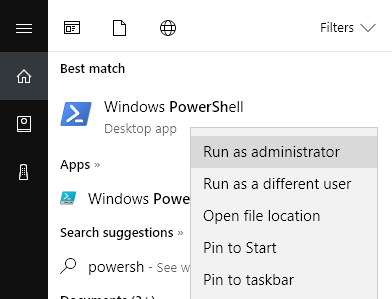 Filters
Best match
Windows PowerShell
Desktop app
Run as administrator
Apps »
Run as a different user
Windows Powe
Open file location
Search suggestions »
Pin to Start
powersh - See w
Pin to taskbar